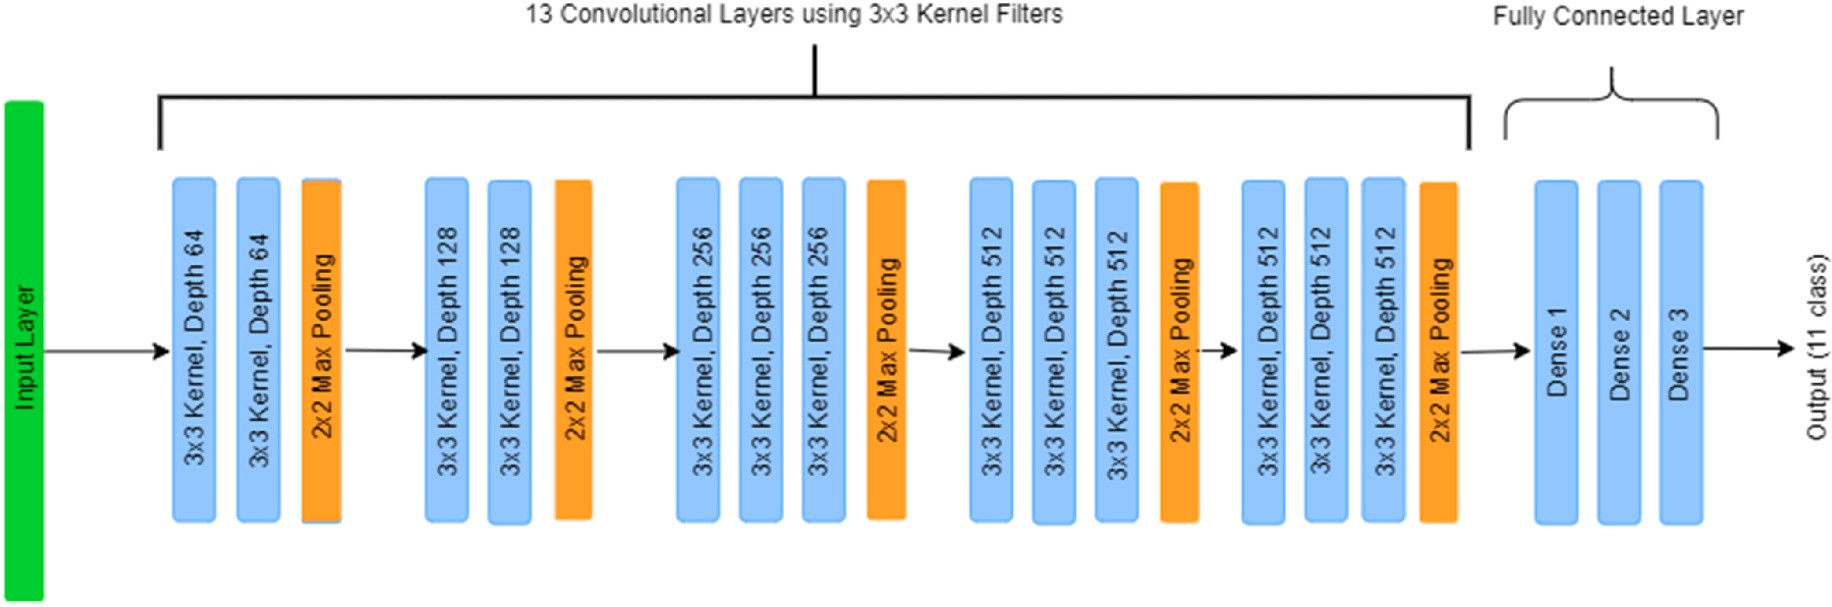 13 Convolutional Layers using 3x3 Kernel Filters
Fully Connected Layer
Input Layer
3x3 Kernel, Depth 64
3x3 Kernel, Depth 64
2x2 Max Pooling
3x3 Kernel, Depth 128
3x3 Kernel, Depth 128
2x2 Max Pooling
3x3 Kernel, Depth 256
3x3 Kernel, Depth 256
3x3 Kernel, Depth 256
2x2 Max Pooling
3x3 Kernel, Depth 512
3x3 Kernel, Depth 512
3x3 Kernel, Depth 512
2x2 Max Pooling
3x3 Kernel, Depth 512
3x3 Kernel, Depth 512
3x3 Kernel, Depth 512
2x2 Max Pooling
Dense 1
Dense 2
Dense 3
Output (11 class)